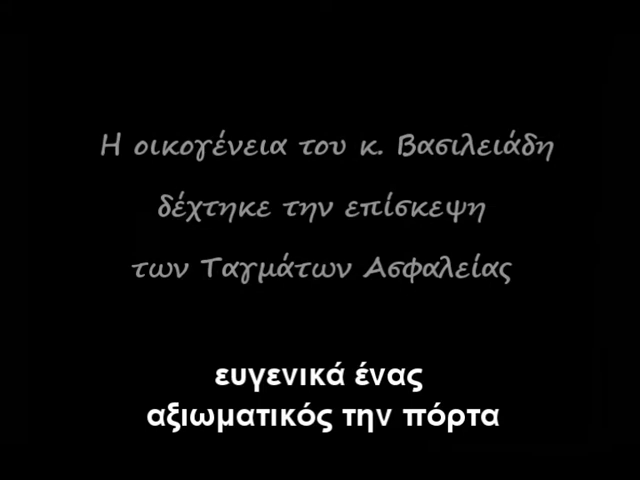 Η οικογένεια του κ. Βασιλειάδη
δέχτηκε την επίσκεψη
των Ταγμάτων Ασφαλείας
ευγενικά ένας
αξιωματικός την πόρτα